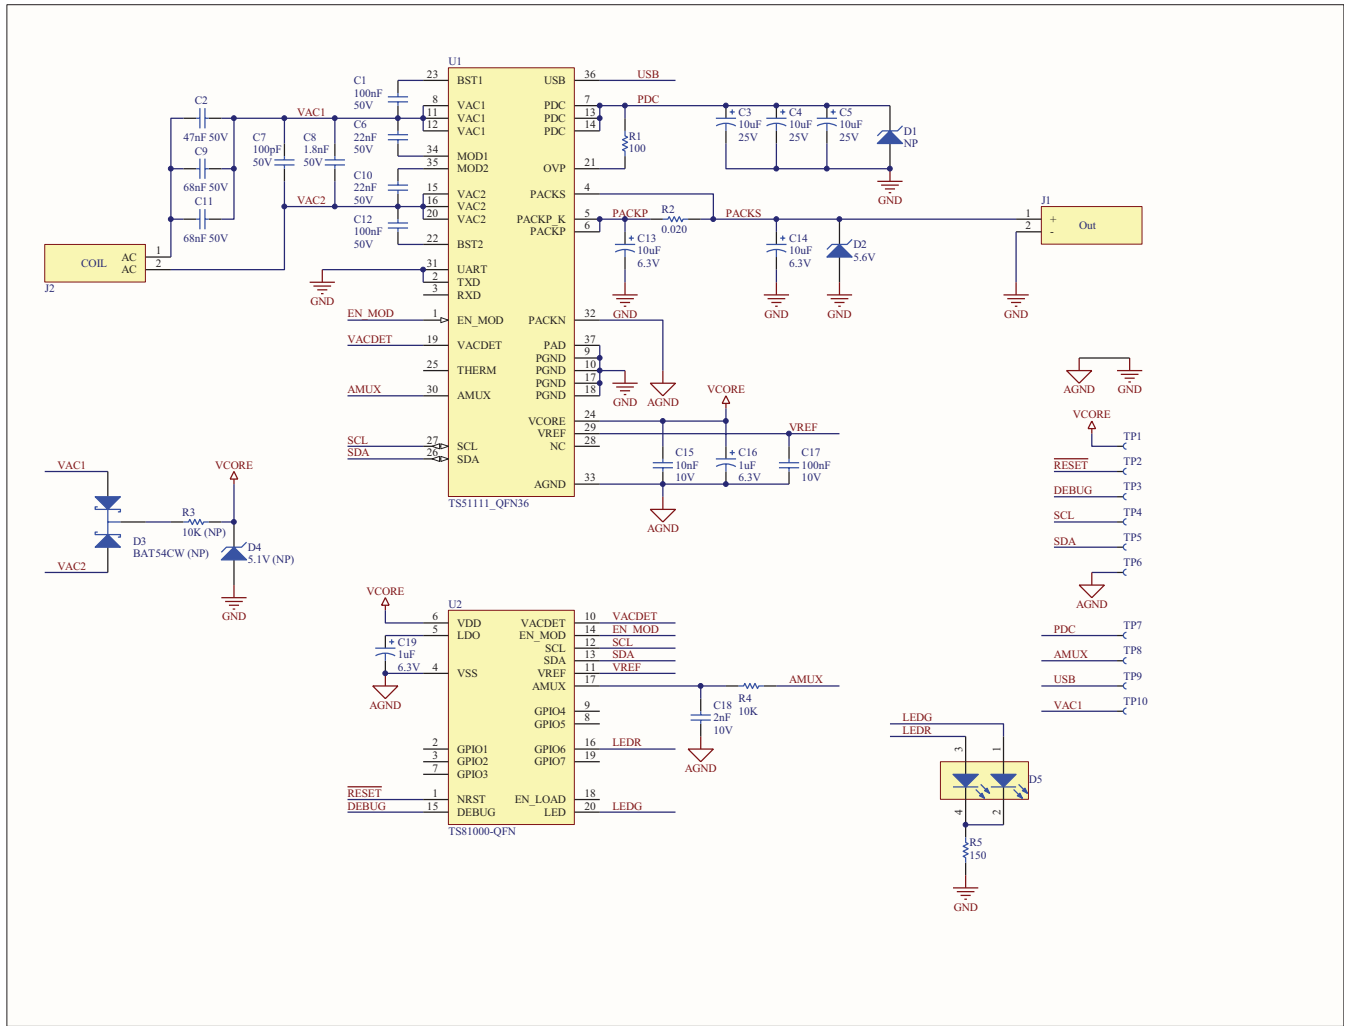 U1
23 BST1
8 VAC1
11 VAC1
12 VAC1
34 MOD1
35 MOD2
15 VAC2
16 VAC2
20 VAC2
22 BST2
31 UART
2 TXD
3 RXD
1 EN_MOD
19 VACDET
25 THERM
30 AMUX
27 SCL
26 SDA
USB 36
PDC 7
PDC 13
PDC 14
OVP 21
PACKS 4
PACKP_K 5
PACKP 6
PACKN 32
PAD 37
PGND 9
PGND 10
PGND 17
PGND 18
VCORE 24
VREF 29
NC 28
AGND 33
TS51111_QFN36
C1
100nF
50V
C2
47nF 50V
C9
68nF 50V
C11
68nF 50V
VAC1
C7
100pF
50V
C8
1.8nF
50V
C6
22nF
50V
C10
22nF
50V
VAC2
C12
100nF
50V
COIL
AC 1
AC 2
J2
GND
EN_MOD
VACDET
AMUX
SCL
SDA
USB
PDC
R1
100
C3
10uF
25V
C4
10uF
25V
C5
10uF
25V
D1
NP
GND
PACKP
R2
0.020
PACKS
C13
10uF
6.3V
GND
C14
10uF
6.3V
GND
D2
5.6V
GND
J1
1 +
2 -
Out
GND
GND
AGND
VCORE
VREF
C15
10nF
10V
C16
1uF
6.3V
C17
100nF
10V
AGND
AGND
GND
VCORE
TP1
RESET TP2
DEBUG TP3
SCL TP4
SDA TP5
TP6
AGND
PDC TP7
AMUX TP8
USB TP9
VAC1 TP10
VAC1
VAC2
D3
BAT54CW (NP)
R3
10K (NP)
VCORE
D4
5.1V (NP)
GND
VCORE
C19
1uF
6.3V
AGND
U2
6 VDD
5 LDO
4 VSS
2 GPIO1
3 GPIO2
7 GPIO3
RESET 1 NRST
DEBUG 15 DEBUG
VACDET 10 VACDET
EN_MOD 14 EN_MOD
SCL 12 SCL
SDA 13 SDA
VREF 11 VREF
AMUX 17
GPIO4 9
GPIO5 8
GPIO6 16 LEDR
GPIO7 19
EN_LOAD 18
LED 20 LEDG
TS81000-QFN
C18
2nF
10V
AGND
R4
10K
AMUX
LEDG
LEDR
3
1
D5
4
2
R5
150
GND